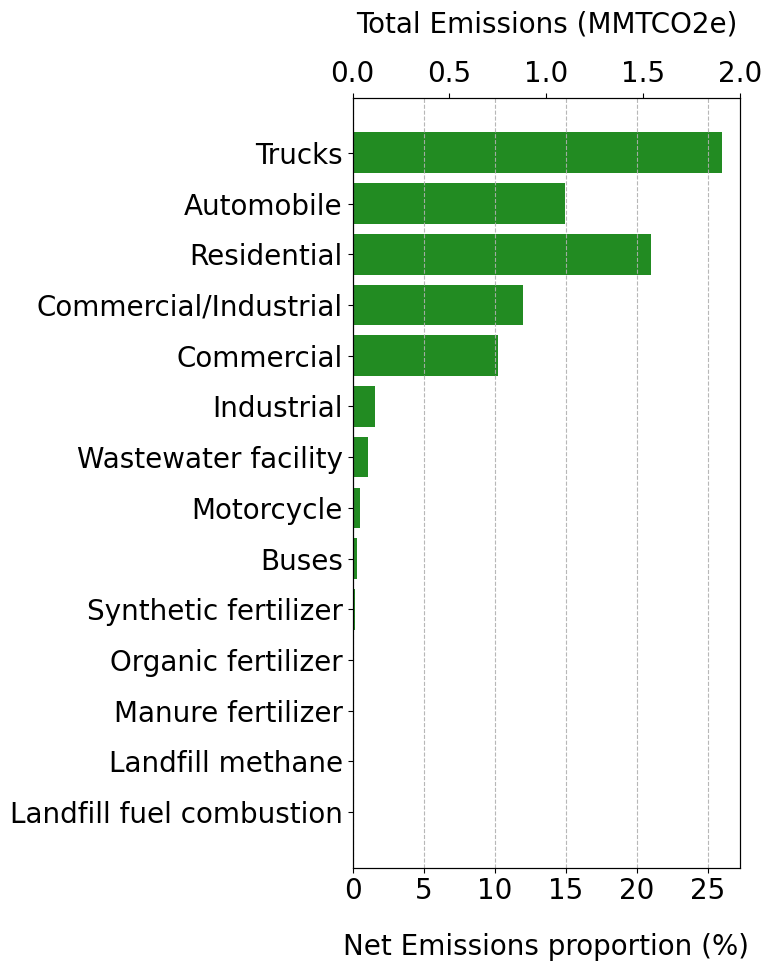 Total Emissions (MMTCO2e)
0.0 0.5 1.0 1.5 2.0
Trucks
Automobile
Residential
Commercial/Industrial
Commercial
Industrial
Wastewater facility
Motorcycle
Buses
Synthetic fertilizer
Organic fertilizer
Manure fertilizer
Landfill methane
Landfill fuel combustion
0 5 10 15 20 25
Net Emissions proportion (%)